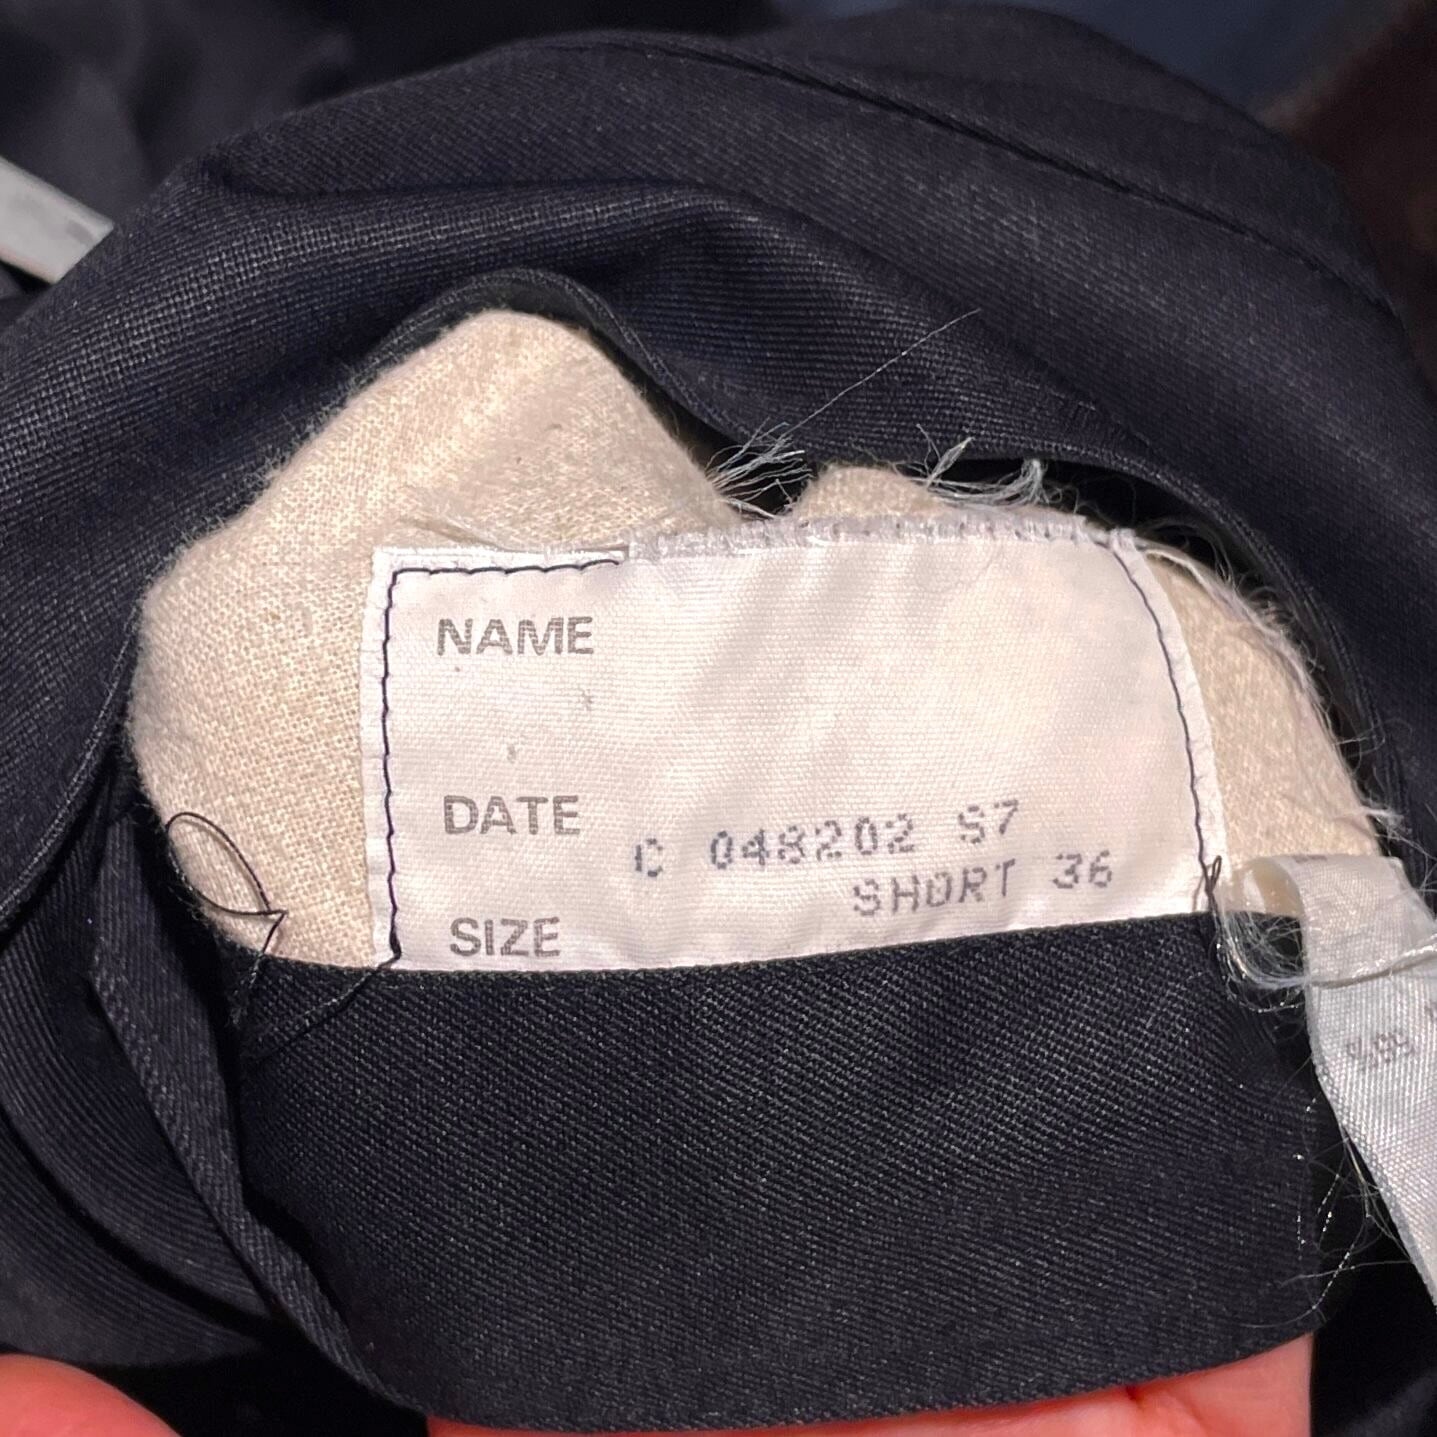 NAME
DATE
C 048202 S7
SHORT 36
SIZE